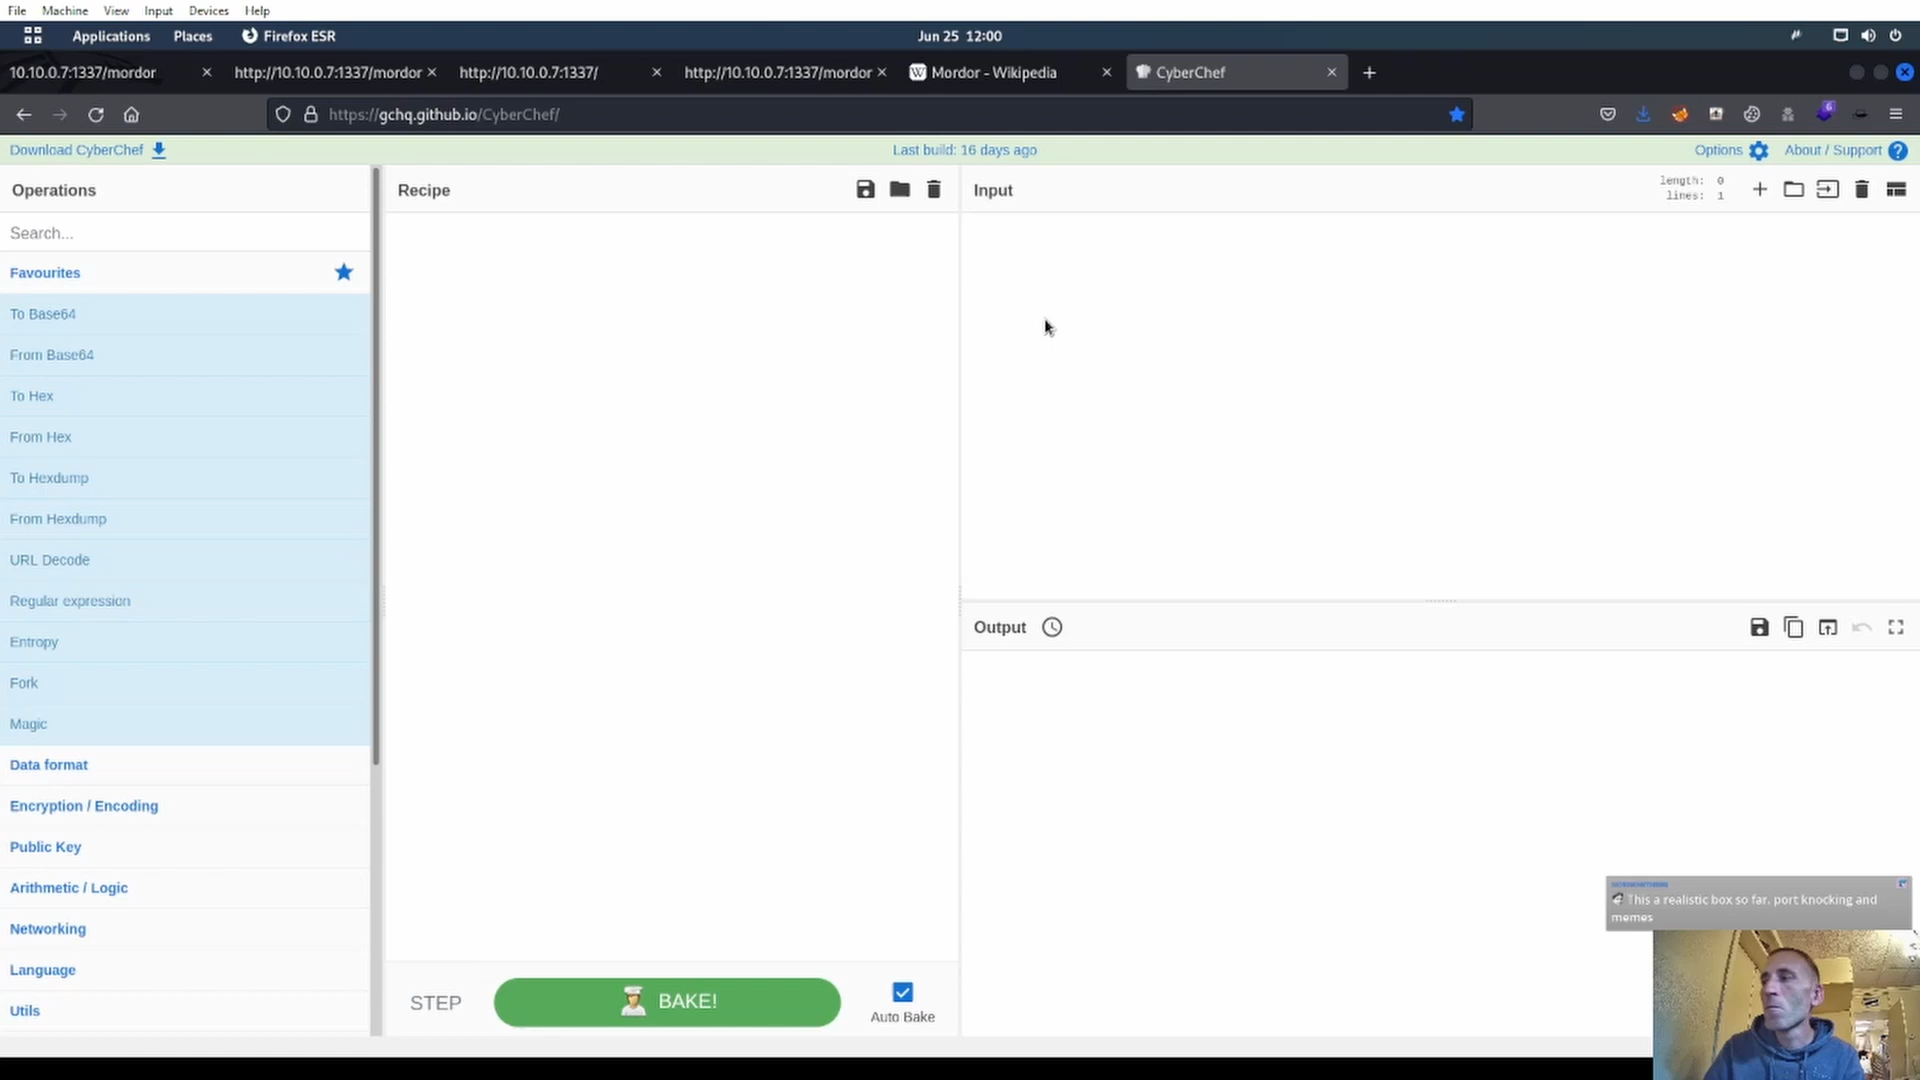 File Machine View Input Devices Help
Applications Places Firefox ESR Jun 25 12:00
10.10.0.7:1337/mordor http://10.10.0.7:1337/mordor http://10.10.0.7:1337/ http://10.10.0.7:1337/mordor Mordor - Wikipedia CyberChef
https://gchq.github.io/CyberChef/ 6
Download CyberChef Last build: 16 days ago Options About / Support
Operations
Search...
Favourites
To Base64
From Base64
To Hex
From Hex
To Hexdump
From Hexdump
URL Decode
Regular expression
Entropy
Fork
Magic
Data format
Encryption / Encoding
Public Key
Arithmetic / Logic
Networking
Language
Utils
Recipe
STEP BAKE! Auto Bake
Input
length: 0
lines: 1
Output
This a realistic box so far. port knocking and
memes